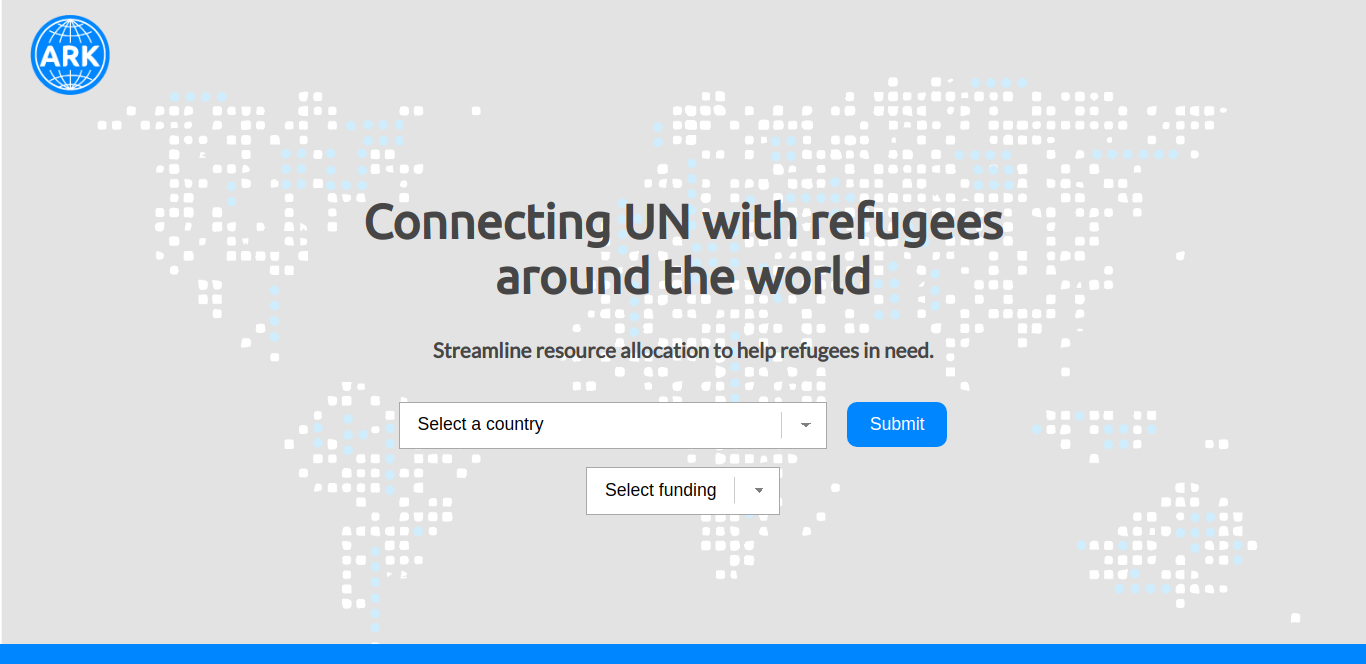 ARK
Connecting UN with refugees
around the world
Streamline resource allocation to help refugees in need.
Select a country
Submit
Select funding